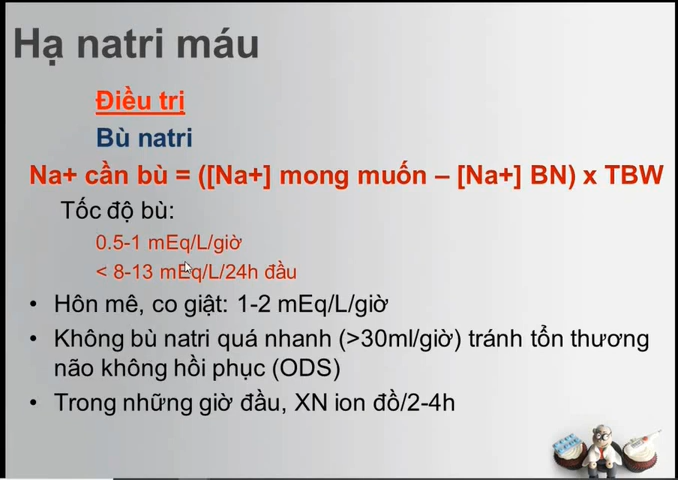 Hạ natri máu
Điều trị
Bù natri
Na+ cần bù = ([Na+] mong muốn – [Na+] BN) x TBW
Tốc độ bù:
0.5-1 mEq/L/giờ
< 8-13 mEq/L/24h đầu
• Hôn mê, co giật: 1-2 mEq/L/giờ
• Không bù natri quá nhanh (>30ml/giờ) tránh tổn thương
não không hồi phục (ODS)
• Trong những giờ đầu, XN ion đồ/2-4h